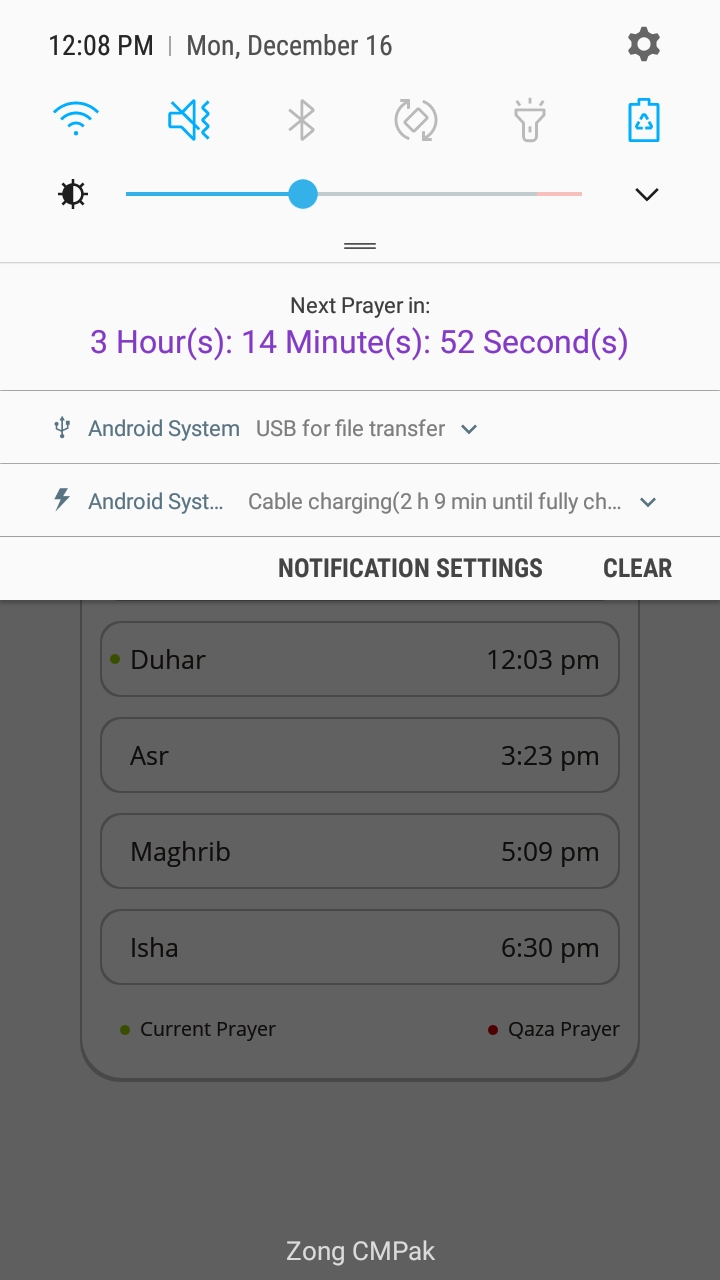 12:08 PM | Mon, December 16
Next Prayer in:
3 Hour(s): 14 Minute(s): 52 Second(s)
Android System USB for file transfer
Android Syst... Cable charging(2 h 9 min until fully ch...
NOTIFICATION SETTINGS CLEAR
Duhar 12:03 pm
Asr 3:23 pm
Maghrib 5:09 pm
Isha 6:30 pm
Current Prayer Qaza Prayer
Zong CMPak